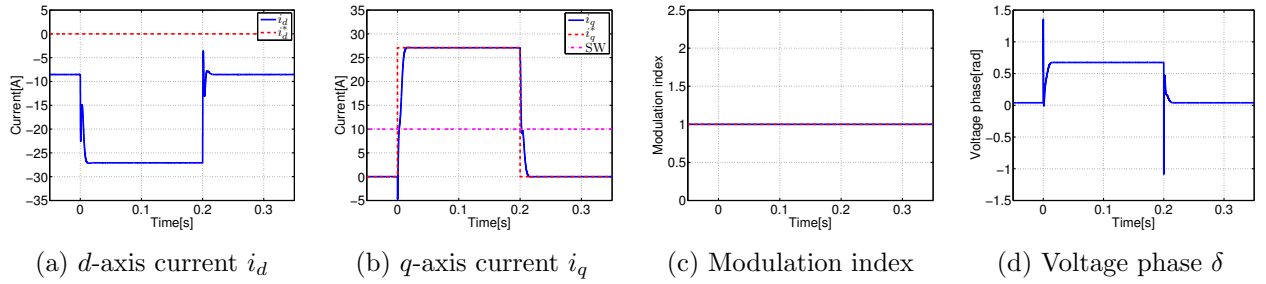 5
0
−5
−10
−15
−20
−25
−30
−35
0 0.1 0.2 0.3
Time[s]
Current[A]
i_d
i_d^*
35
30
25
20
15
10
5
0
−5
0 0.1 0.2 0.3
Time[s]
Current[A]
i_q
i_q^*
SW
2.5
2
1.5
1
0.5
0
0 0.1 0.2 0.3
Time[s]
Modulation index
1.5
1
0.5
0
−0.5
−1
−1.5
0 0.1 0.2 0.3
Time[s]
Voltage phase[rad]
(a) d-axis current i_d
(b) q-axis current i_q
(c) Modulation index
(d) Voltage phase δ